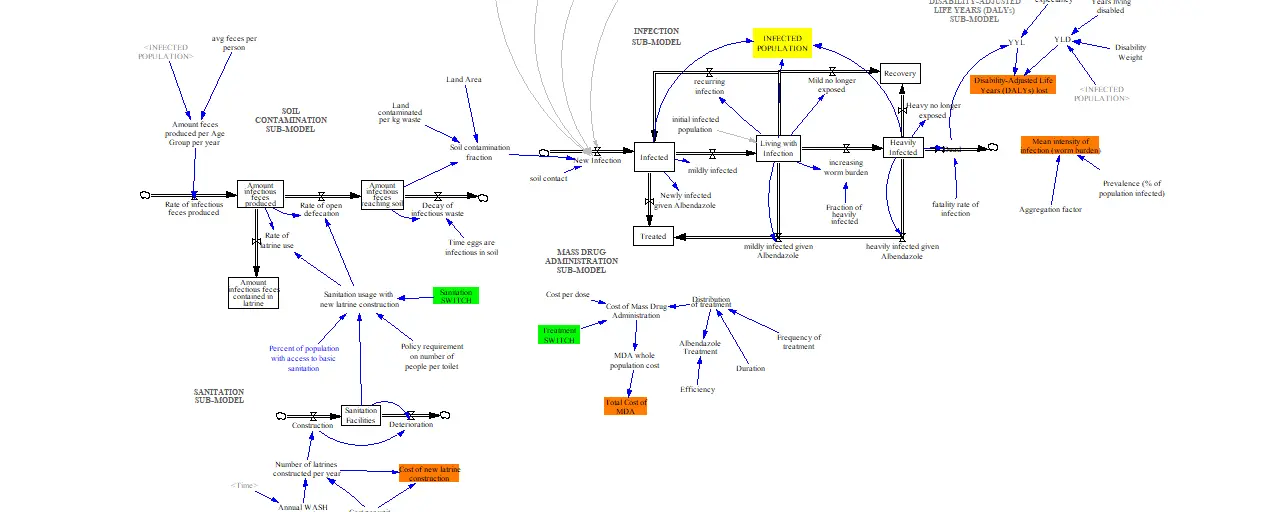 DISABILITY-ADJUSTED
LIFE YEARS (DALYs)
SUB-MODEL
expectancy
Years living
disabled
YYL
YLD
Disability
Weight
Disability-Adjusted Life
Years (DALYs) lost
<INFECTED
POPULATION>
<INFECTED
POPULATION>
avg feces per
person
Amount feces
produced per Age
Group per year
SOIL
CONTAMINATION
SUB-MODEL
Land Area
Land
contaminated
per kg waste
Soil contamination
fraction
Rate of infectious
feces produced
Amount
infectious
feces
produced
Rate of open
defecation
Amount
infectious
feces
reaching soil
Decay of
infectious waste
Time eggs are
infectious in soil
Rate of
latrine use
Amount
infectious feces
contained in
latrine
Sanitation usage with
new latrine construction
Sanitation
SWITCH
Percent of population
with access to basic
sanitation
Policy requirement
on number of
people per toilet
SANITATION
SUB-MODEL
Construction
Sanitation
Facilities
Deterioration
Number of latrines
constructed per year
Cost of new latrine
construction
<Time>
Annual WASH
INFECTION
SUB-MODEL
INFECTED
POPULATION
recurring
infection
Mild no longer
exposed
Recovery
Heavy no longer
exposed
initial infected
population
New Infection
soil contact
Infected
mildly infected
Living with
Infection
increasing
worm burden
Heavily
Infected
Dead
Newly infected
given Albendazole
Fraction of
heavily
infected
fatality rate of
infection
Treated
mildly infected given
Albendazole
heavily infected given
Albendazole
Mean intensity of
infection (worm burden)
Prevalence (% of
population infected)
Aggregation factor
MASS DRUG
ADMINISTRATION
SUB-MODEL
Cost per dose
Cost of Mass Drug
Administration
Distribution
of treatment
Treatment
SWITCH
MDA whole
population cost
Albendazole
Treatment
Frequency of
treatment
Duration
Efficiency
Total Cost of
MDA